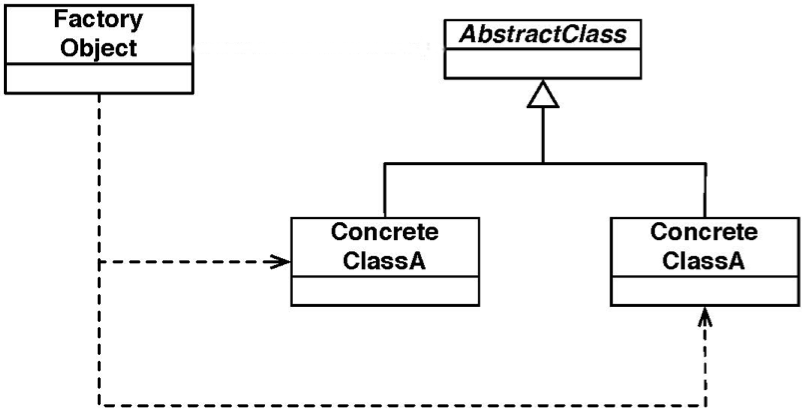 Factory
Object
AbstractClass
Concrete
ClassA
Concrete
ClassA